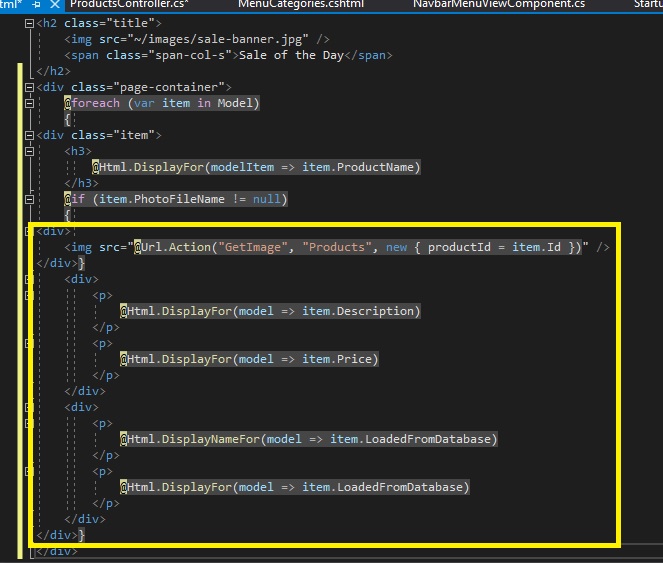 tml*
ProductsController.cs*
MenuCategories.cshtml
NavbarMenuViewComponent.cs
Startu
<h2 class="title">
<img src="~/images/sale-banner.jpg" />
<span class="span-col-s">Sale of the Day</span>
</h2>
<div class="page-container">
@foreach (var item in Model)
{
<div class="item">
<h3>
@Html.DisplayFor(modelItem => item.ProductName)
</h3>
@if (item.PhotoFileName != null)
{
<div>
<img src="@Url.Action("GetImage", "Products", new { productId = item.Id })" />
</div>}
<div>
<p>
@Html.DisplayFor(model => item.Description)
</p>
<p>
@Html.DisplayFor(model => item.Price)
</p>
</div>
<div>
<p>
@Html.DisplayNameFor(model => item.LoadedFromDatabase)
</p>
<p>
@Html.DisplayFor(model => item.LoadedFromDatabase)
</p>
</div>
</div>}
</div>